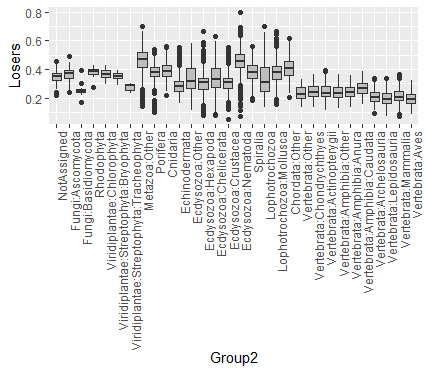 0.8
0.6
0.4
0.2
Losers
NotAssigned
Fungi:Ascomycota
Fungi:Basidiomycota
Rhodophyta
Viridiplantae:Chlorophyta
Viridiplantae:Streptophyta:Bryophyta
Viridiplantae:Streptophyta:Tracheophyta
Metazoa:Other
Porifera
Cnidaria
Echinodermata
Ecdysozoa:Other
Ecdysozoa:Hexapoda
Ecdysozoa:Chelicerata
Ecdysozoa:Crustacea
Ecdysozoa:Nematoda
Spiralia
Lophotrochozoa
Lophotrochozoa:Mollusca
Chordata:Other
Vertebrata:Other
Vertebrata:Chondrychthyes
Vertebrata:Actinopterygii
Vertebrata:Amphibia:Other
Vertebrata:Amphibia:Anura
Vertebrata:Amphibia:Caudata
Vertebrata:Archelosauria
Vertebrata:Lepidosauria
Vertebrata:Mammalia
Vertebrata:Aves
Group2